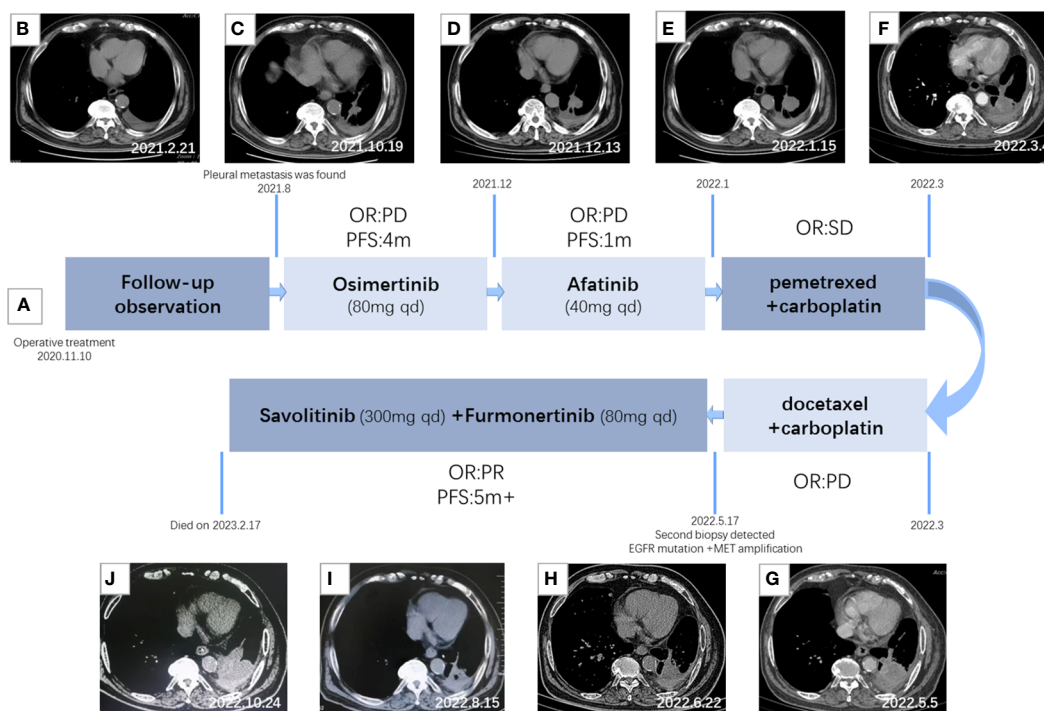 B
C
D
E
F
2021.2.21
2021.10.19
2021.12.13
2022.1.15
2022.3.4
Pleural metastasis was found
2021.8
2021.12
2022.1
2022.3
OR:PD
PFS:4m
OR:PD
PFS:1m
OR:SD
A
Follow-up
observation
Osimertinib
(80mg qd)
Afatinib
(40mg qd)
pemetrexed
+carboplatin
Operative treatment
2020.11.10
Savolitinib (300mg qd) +Furmonertinib (80mg qd)
docetaxel
+carboplatin
OR:PR
PFS:5m+
OR:PD
Died on 2023.2.17
2022.5.17
Second biopsy detected
EGFR mutation +MET amplification
2022.3
J
I
H
G
2022.10.24
2022.8.15
2022.6.22
2022.5.5